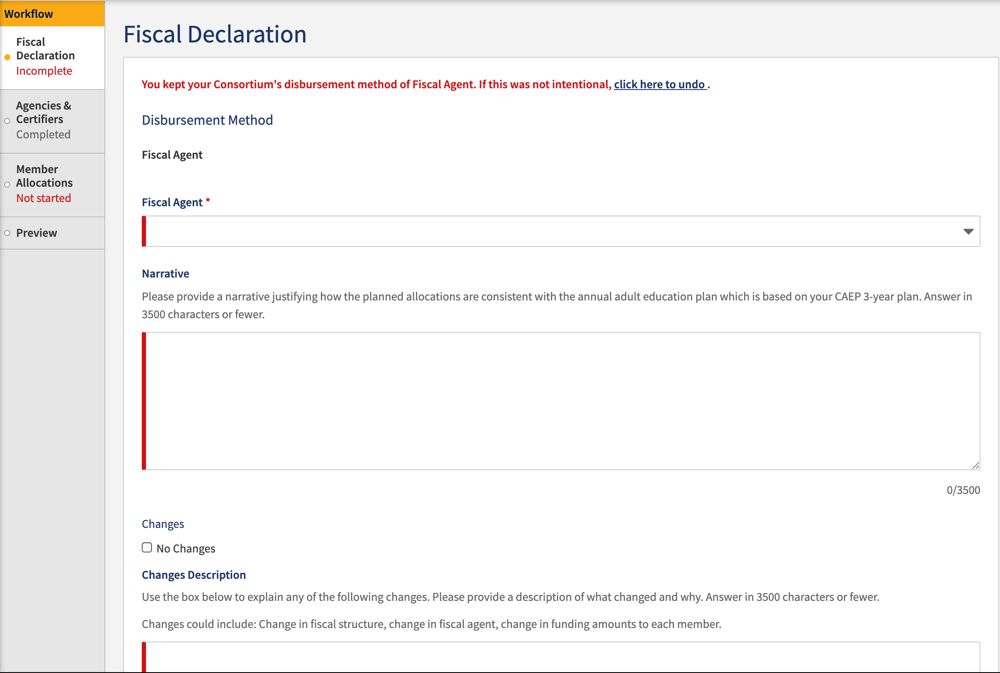 Workflow
Fiscal
Declaration
Incomplete
Agencies &
Certifiers
Completed
Member
Allocations
Not started
Preview
Fiscal Declaration
You kept your Consortium's disbursement method of Fiscal Agent. If this was not intentional, click here to undo .
Disbursement Method
Fiscal Agent
Fiscal Agent *
Narrative
Please provide a narrative justifying how the planned allocations are consistent with the annual adult education plan which is based on your CAEP 3-year plan. Answer in
3500 characters or fewer.
0/3500
Changes
No Changes
Changes Description
Use the box below to explain any of the following changes. Please provide a description of what changed and why. Answer in 3500 characters or fewer.
Changes could include: Change in fiscal structure, change in fiscal agent, change in funding amounts to each member.